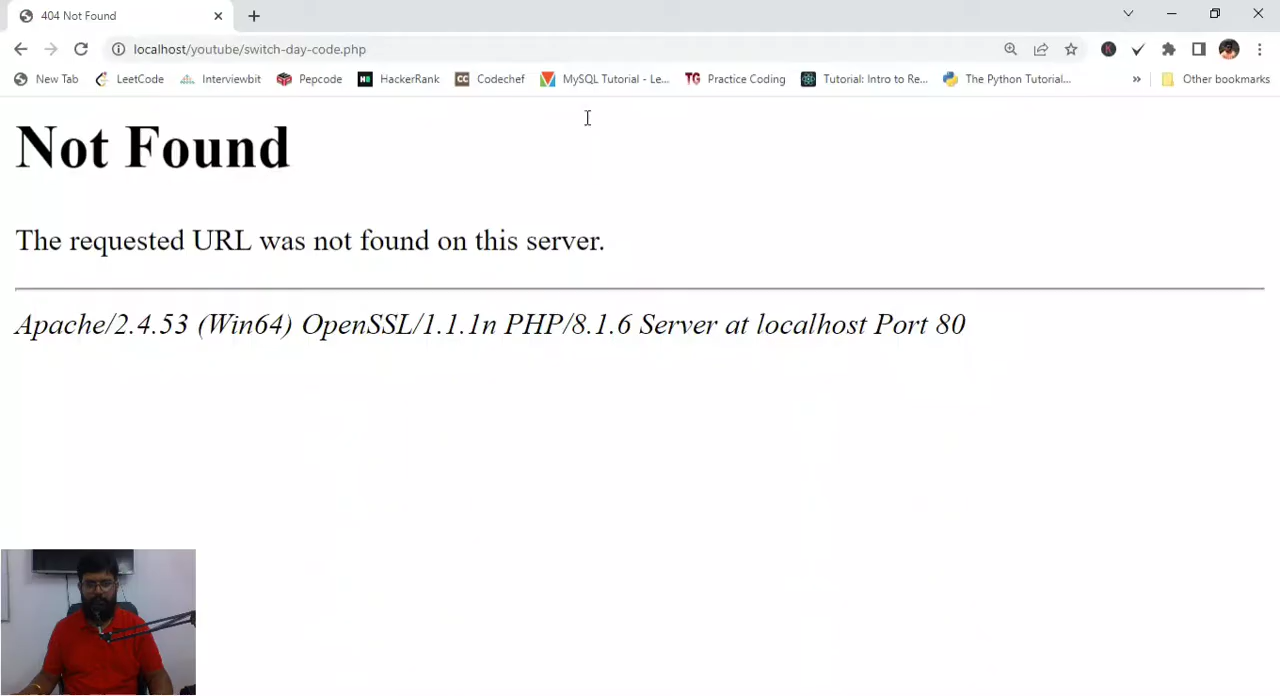 404 Not Found
localhost/youtube/switch-day-code.php
New Tab LeetCode Interviewbit Pepcode HackerRank Codechef MySQL Tutorial - Le... Practice Coding Tutorial: Intro to Re... The Python Tutorial... » Other bookmarks
Not Found
The requested URL was not found on this server.
Apache/2.4.53 (Win64) OpenSSL/1.1.1n PHP/8.1.6 Server at localhost Port 80